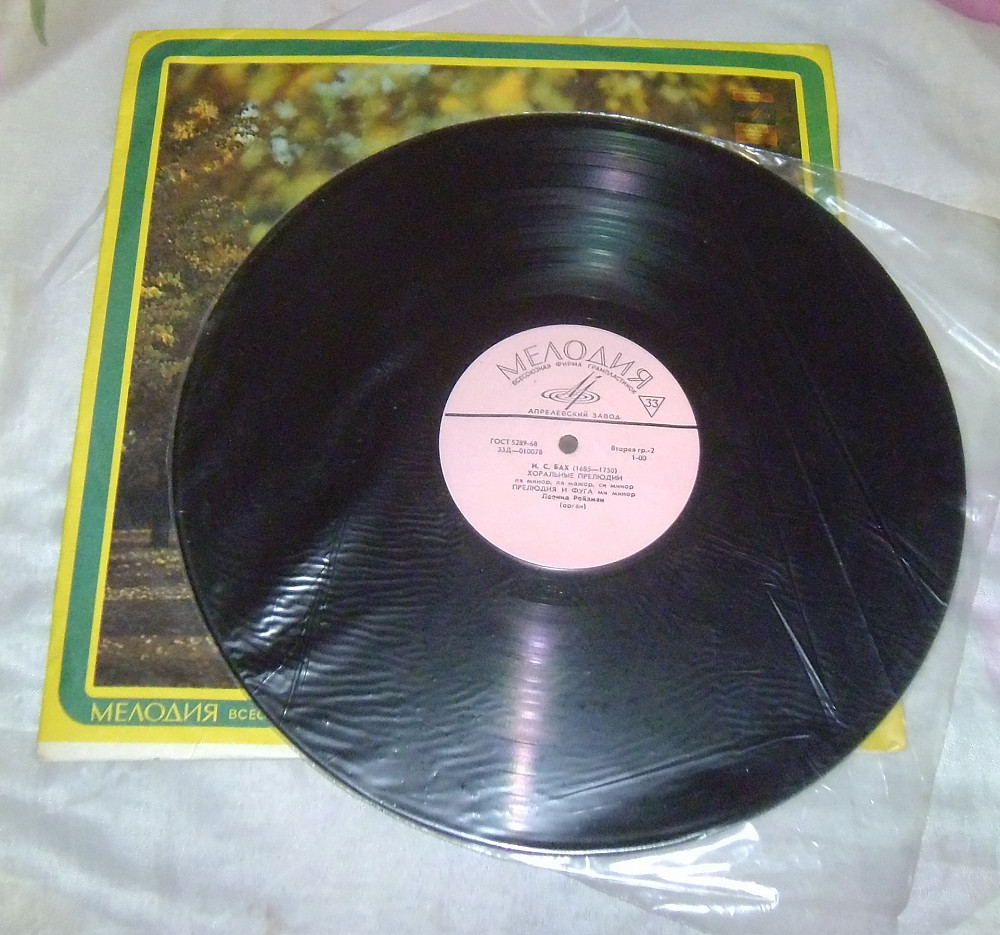 МЕЛОДИЯ
ВСЕСОЮЗНАЯ ФИРМА ГРАМПЛАСТИНОК
33
АПРЕЛЕВСКИЙ ЗАВОД
ГОСТ 5289-68
33Д—010078
Вторая гр.-2
1-00
И. С. БАХ (1685—1750)
ХОРАЛЬНЫЕ ПРЕЛЮДИИ
ля минор, ля мажор, си минор
ПРЕЛЮДИЯ И ФУГА ми минор
Леонид Ройзман
(орган)
МЕЛОДИЯ ВСЕС